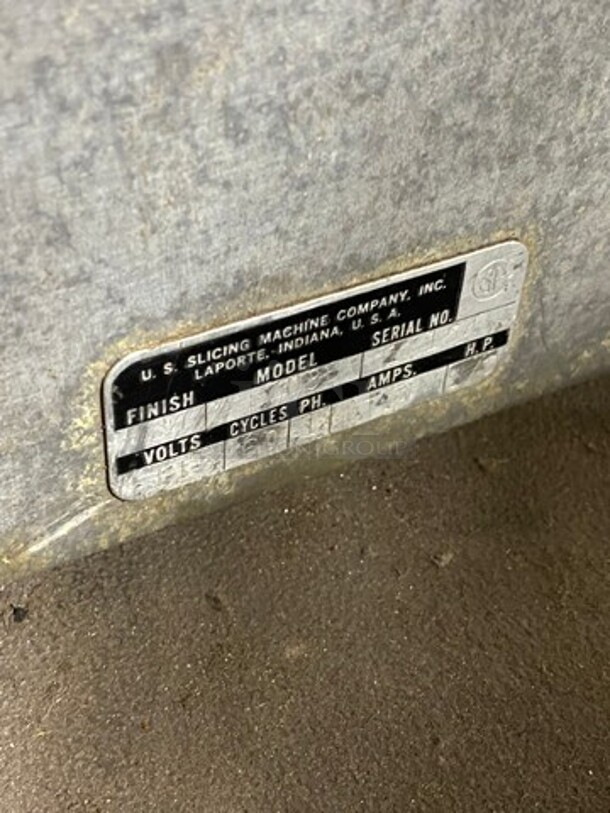 U. S. SLICING MACHINE COMPANY, INC.
LAPORTE, INDIANA, U. S. A.
FINISH MODEL SERIAL NO.
VOLTS CYCLES PH. AMPS. H.P.